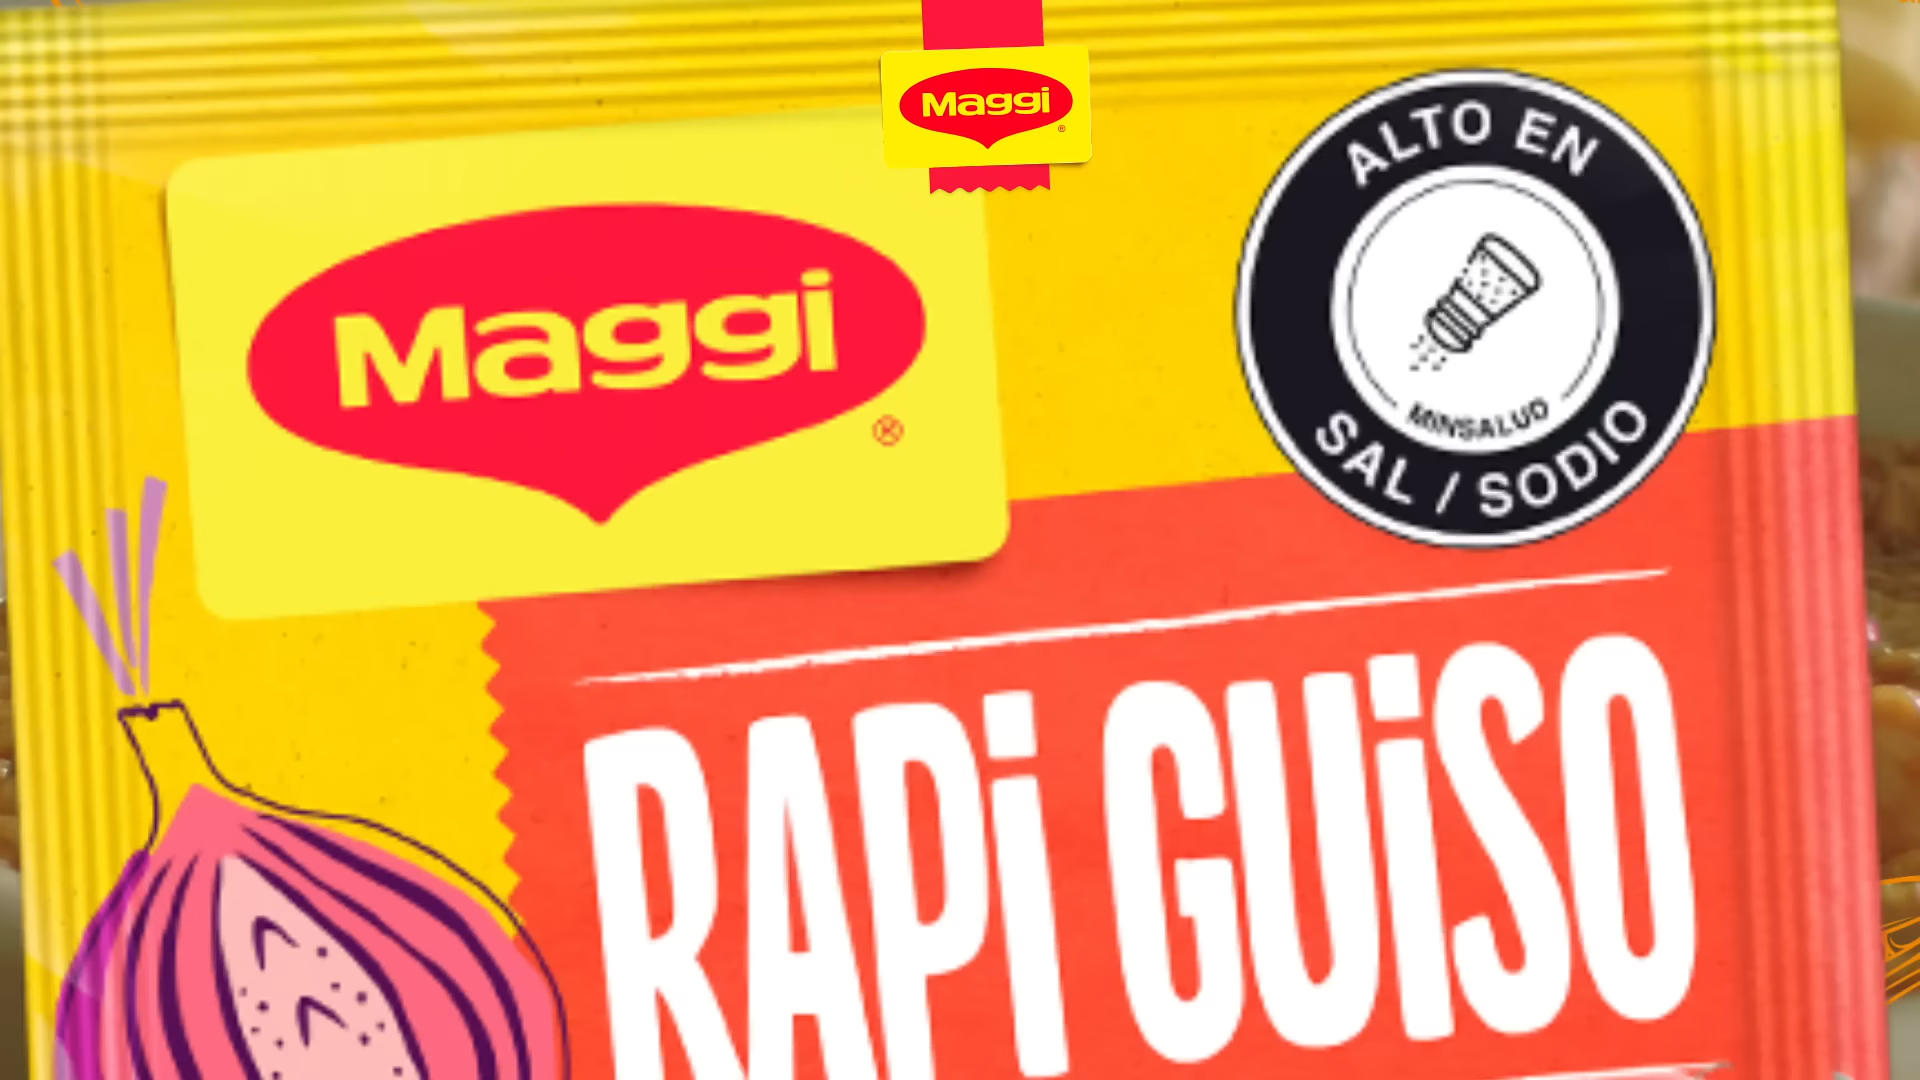 Maggi
®
Maggi
®
ALTO EN
MINSALUD
SAL / SODIO
RAPi GUiSO